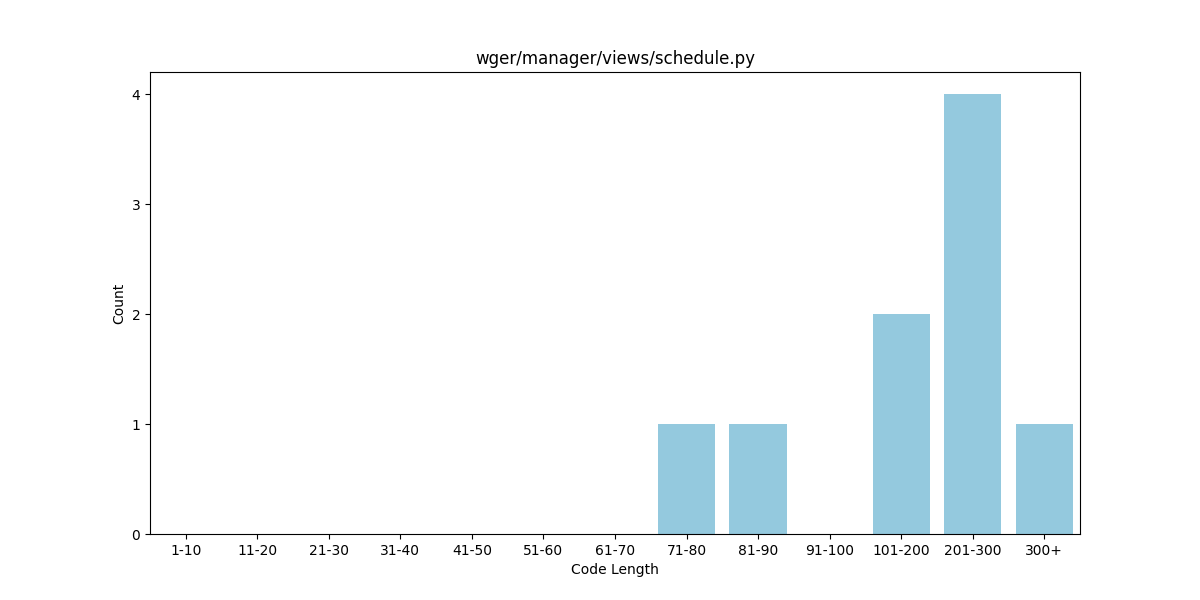 wger/manager/views/schedule.py
4
3
2
1
0
Count
1-10 11-20 21-30 31-40 41-50 51-60 61-70 71-80 81-90 91-100 101-200 201-300 300+
Code Length